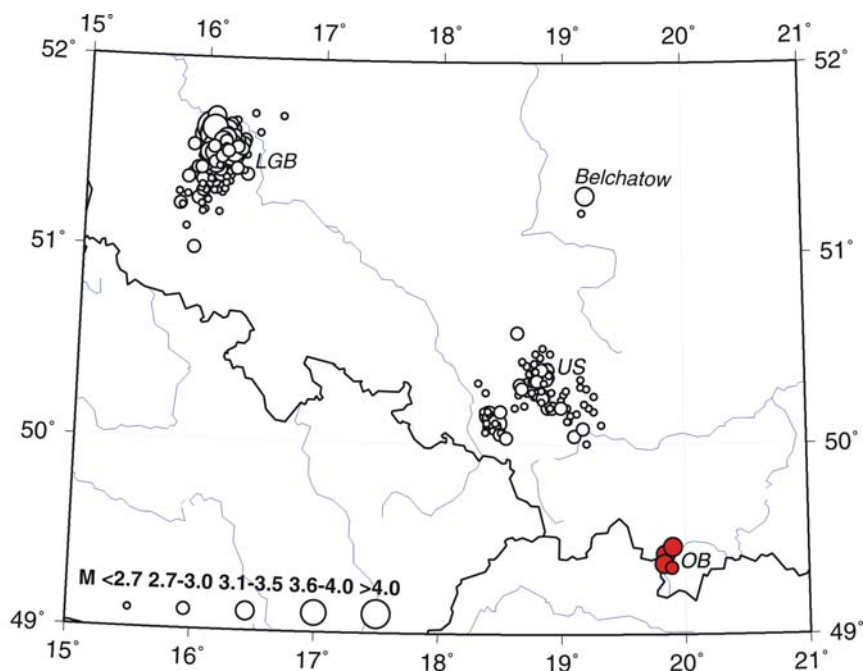 15° 16° 17° 18° 19° 20° 21°
52° 52°
LGB
Belchatow
51° 51°
US
50° 50°
OB
M <2.7 2.7-3.0 3.1-3.5 3.6-4.0 >4.0
49° 49°
15° 16° 17° 18° 19° 20° 21°